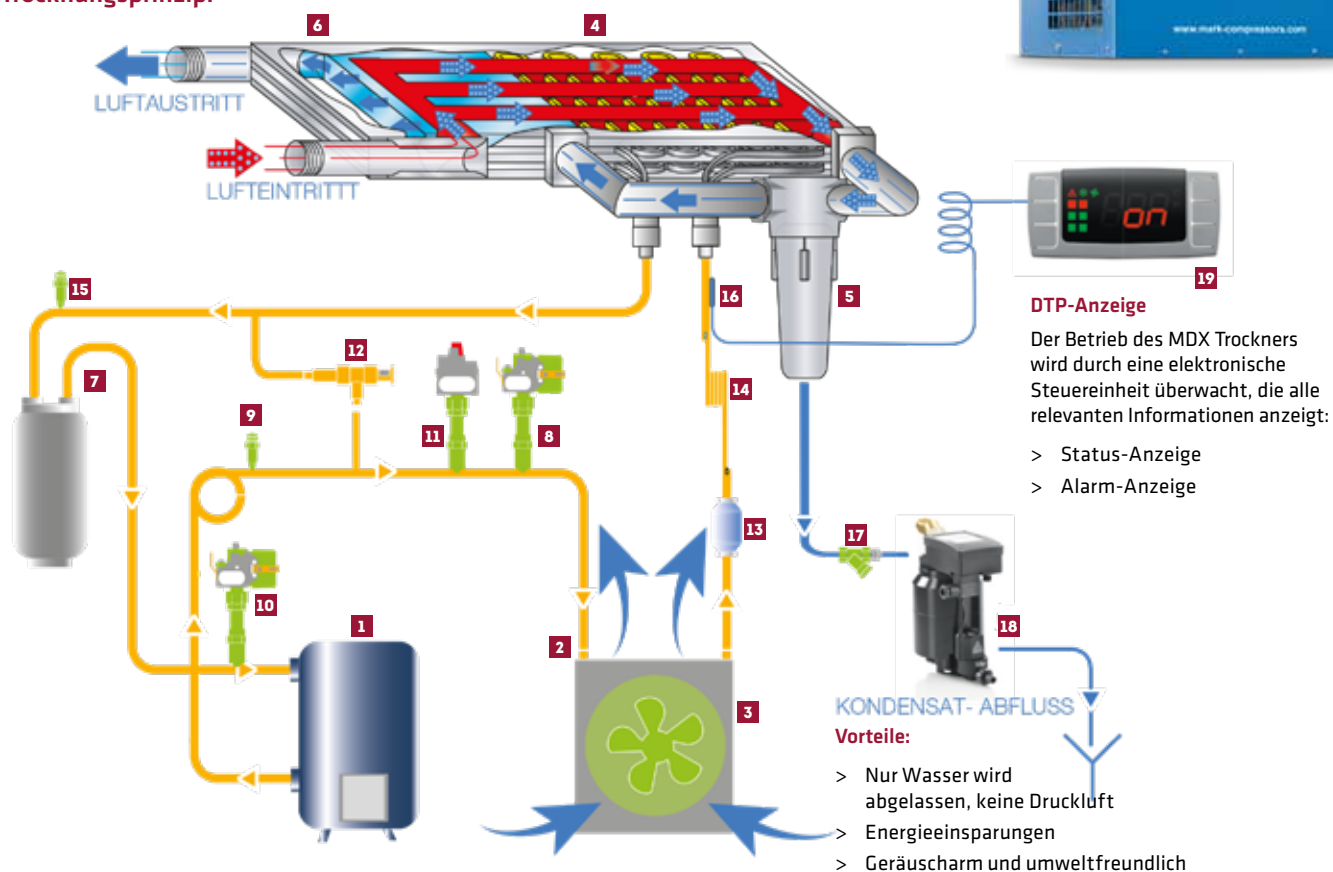 Trocknungsprinzip:
www.mark-compressors.com
6
4
LUFTAUSTRITT
LUFTEINTRITTT
on
19
15
16
5
DTP-Anzeige
Der Betrieb des MDX Trockners
wird durch eine elektronische
Steuereinheit überwacht, die alle
relevanten Informationen anzeigt:
> Status-Anzeige
> Alarm-Anzeige
12
7
14
9
11
8
13
17
10
1
18
2
3
KONDENSAT- ABFLUSS
Vorteile:
> Nur Wasser wird
abgelassen, keine Druckluft
> Energieeinsparungen
> Geräuscharm und umweltfreundlich